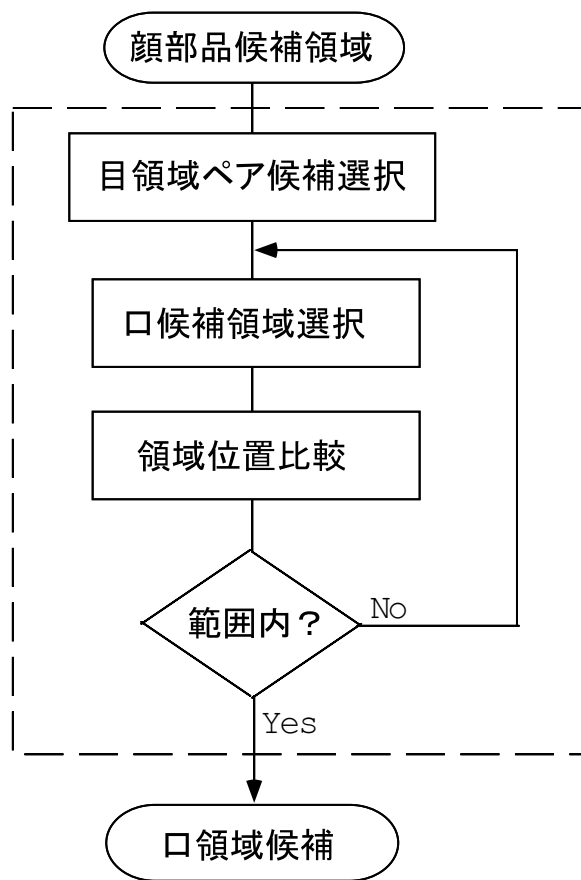 顔部品候補領域
目領域ペア候補選択
口候補領域選択
領域位置比較
範囲内？
No
Yes
口領域候補